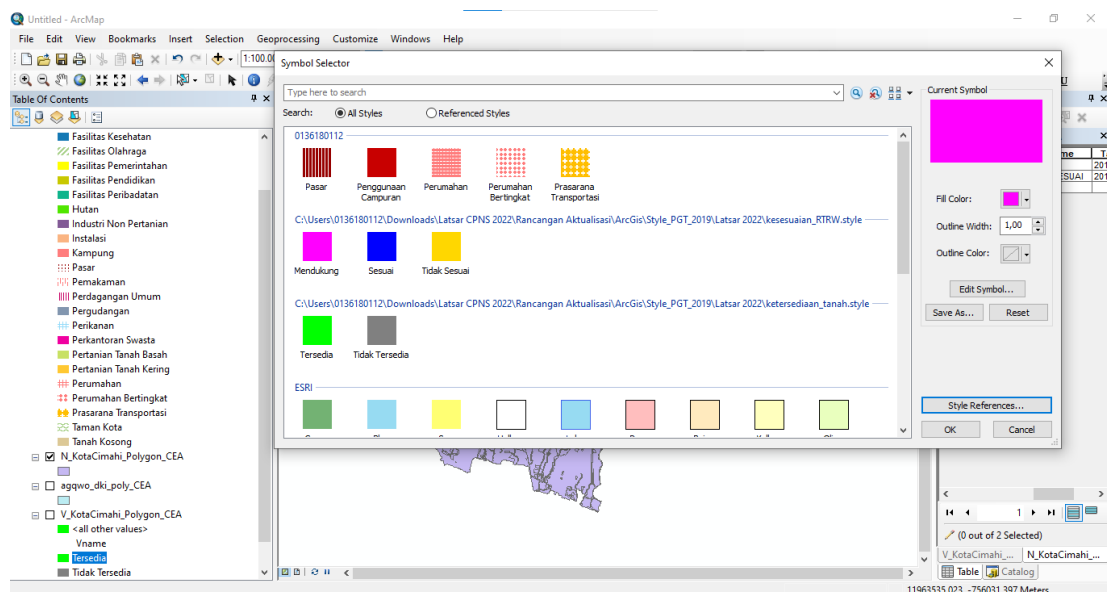 Untitled - ArcMap
File Edit View Bookmarks Insert Selection Geoprocessing Customize Windows Help
1:100.00
Table Of Contents
Fasilitas Kesehatan
Fasilitas Olahraga
Fasilitas Pemerintahan
Fasilitas Pendidikan
Fasilitas Peribadatan
Hutan
Industri Non Pertanian
Instalasi
Kampung
Pasar
Pemakaman
Perdagangan Umum
Pergudangan
Perikanan
Perkantoran Swasta
Pertanian Tanah Basah
Pertanian Tanah Kering
Perumahan
Perumahan Bertingkat
Prasarana Transportasi
Taman Kota
Tanah Kosong
N_KotaCimahi_Polygon_CEA
agqwo_dki_poly_CEA
V_KotaCimahi_Polygon_CEA
<all other values>
Vname
Tersedia
Tidak Tersedia
Symbol Selector
Type here to search
Search: All Styles Referenced Styles
0136180112
Pasar Penggunaan Campuran Perumahan Perumahan Bertingkat Prasarana Transportasi
C:\Users\0136180112\Downloads\Latsar CPNS 2022\Rancangan Aktualisasi\ArcGis\Style_PGT_2019\Latsar 2022\kesesuaian_RTRW.style
Mendukung Sesuai Tidak Sesuai
C:\Users\0136180112\Downloads\Latsar CPNS 2022\Rancangan Aktualisasi\ArcGis\Style_PGT_2019\Latsar 2022\ketersediaan_tanah.style
Tersedia Tidak Tersedia
ESRI
Current Symbol
Fill Color:
Outline Width: 1,00
Outline Color:
Edit Symbol...
Save As... Reset
Style References...
OK Cancel
1
(0 out of 2 Selected)
V_KotaCimahi_... N_KotaCimahi_...
Table Catalog
11963535,023 -756031,397 Meters